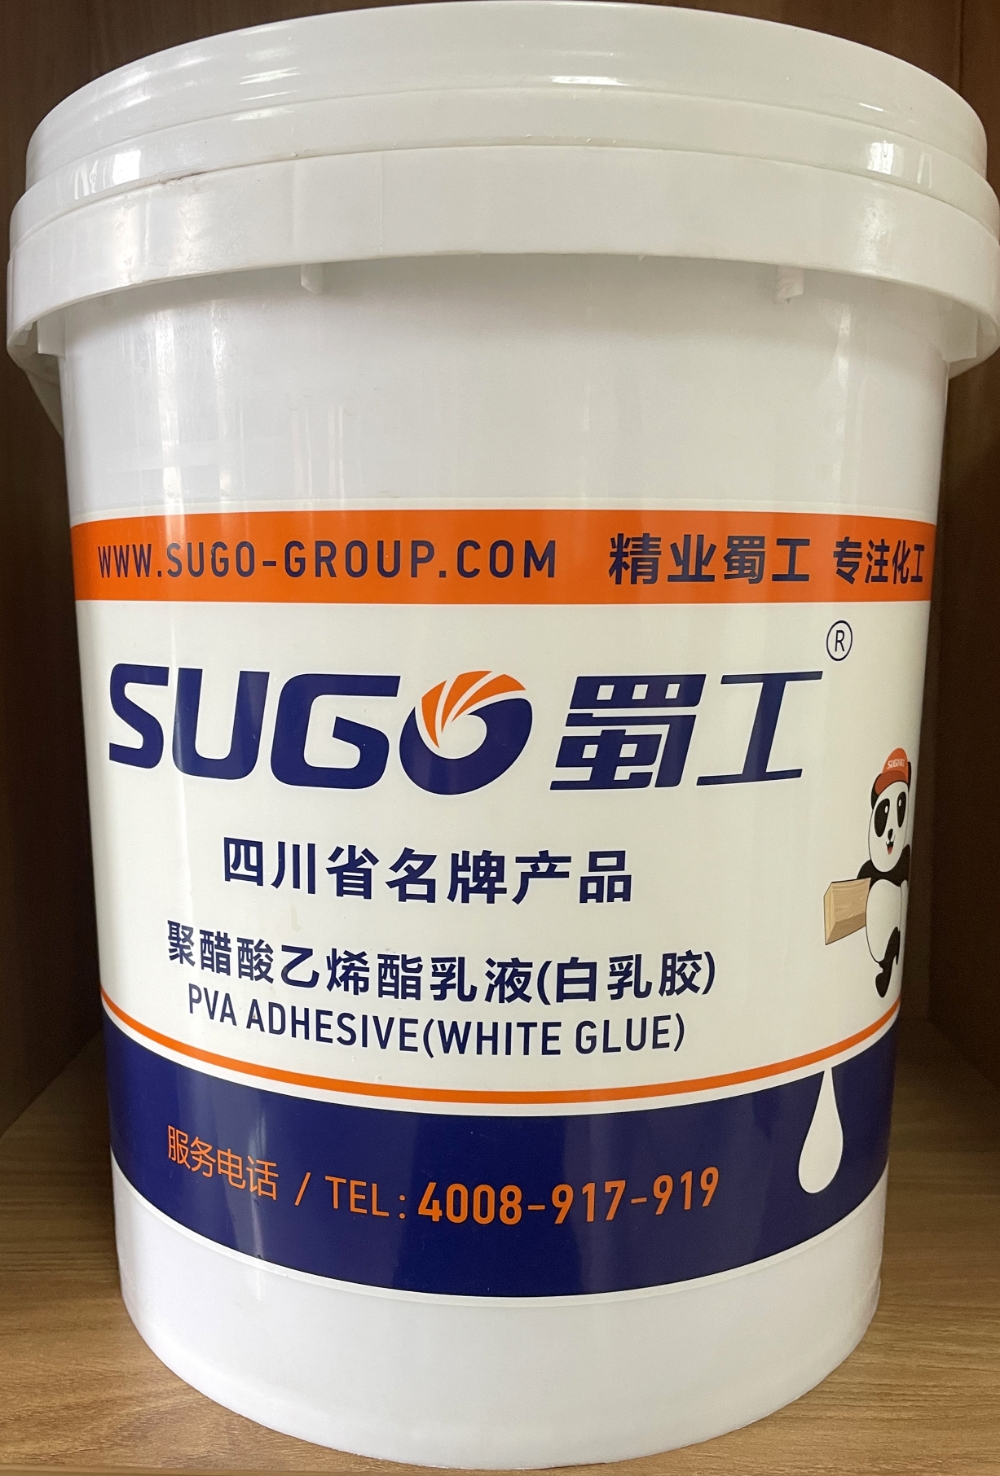 WWW.SUGO-GROUP.COM 精业蜀工 专注化工
SUGO 蜀工®
四川省名牌产品
聚醋酸乙烯酯乳液(白乳胶)
PVA ADHESIVE(WHITE GLUE)
服务电话 / TEL: 4008-917-919